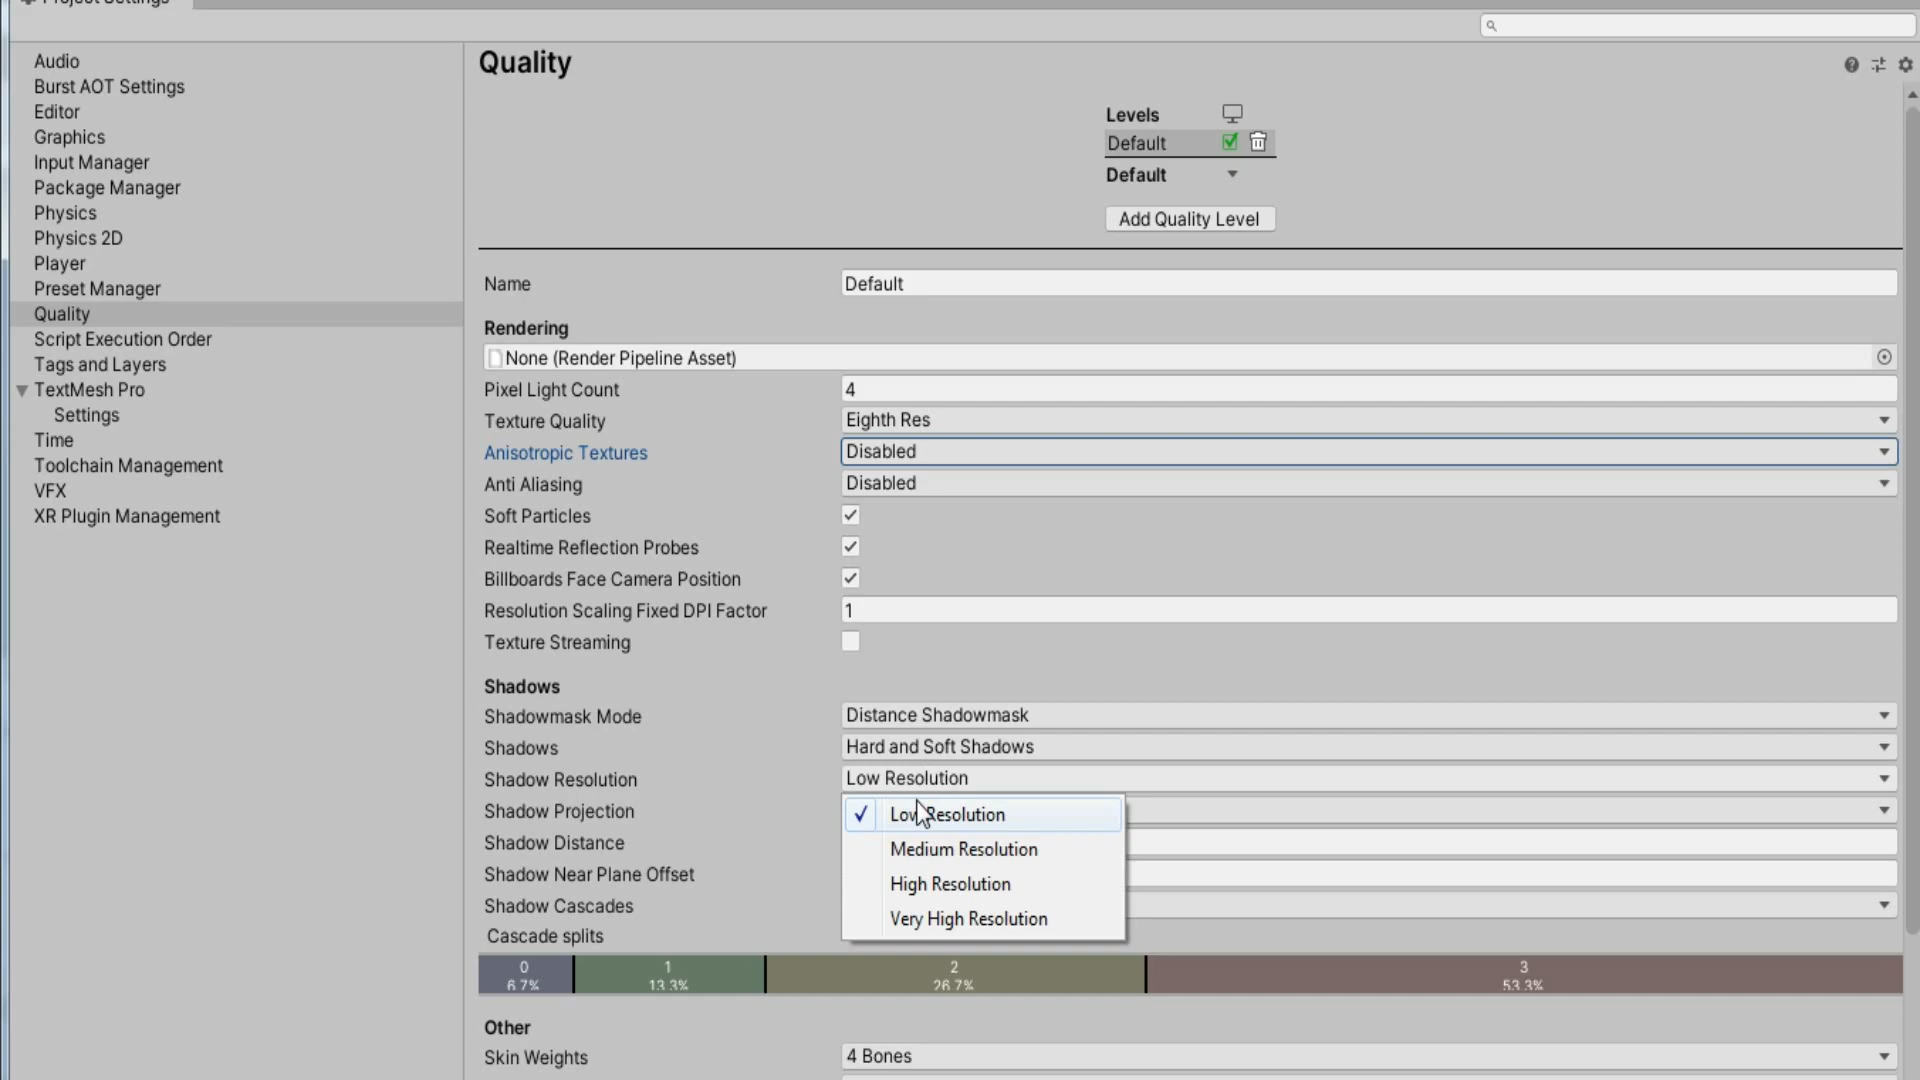 Project Settings
Audio
Burst AOT Settings
Editor
Graphics
Input Manager
Package Manager
Physics
Physics 2D
Player
Preset Manager
Quality
Script Execution Order
Tags and Layers
TextMesh Pro
Settings
Time
Toolchain Management
VFX
XR Plugin Management
Quality
Levels
Default
Default
Add Quality Level
Name Default
Rendering
None (Render Pipeline Asset)
Pixel Light Count 4
Texture Quality Eighth Res
Anisotropic Textures Disabled
Anti Aliasing Disabled
Soft Particles
Realtime Reflection Probes
Billboards Face Camera Position
Resolution Scaling Fixed DPI Factor 1
Texture Streaming
Shadows
Shadowmask Mode Distance Shadowmask
Shadows Hard and Soft Shadows
Shadow Resolution Low Resolution
Shadow Projection
Shadow Distance
Shadow Near Plane Offset
Shadow Cascades
Low Resolution
Medium Resolution
High Resolution
Very High Resolution
Cascade splits
0 1 2 3
6.7% 13.3% 26.7% 53.3%
Other
Skin Weights 4 Bones